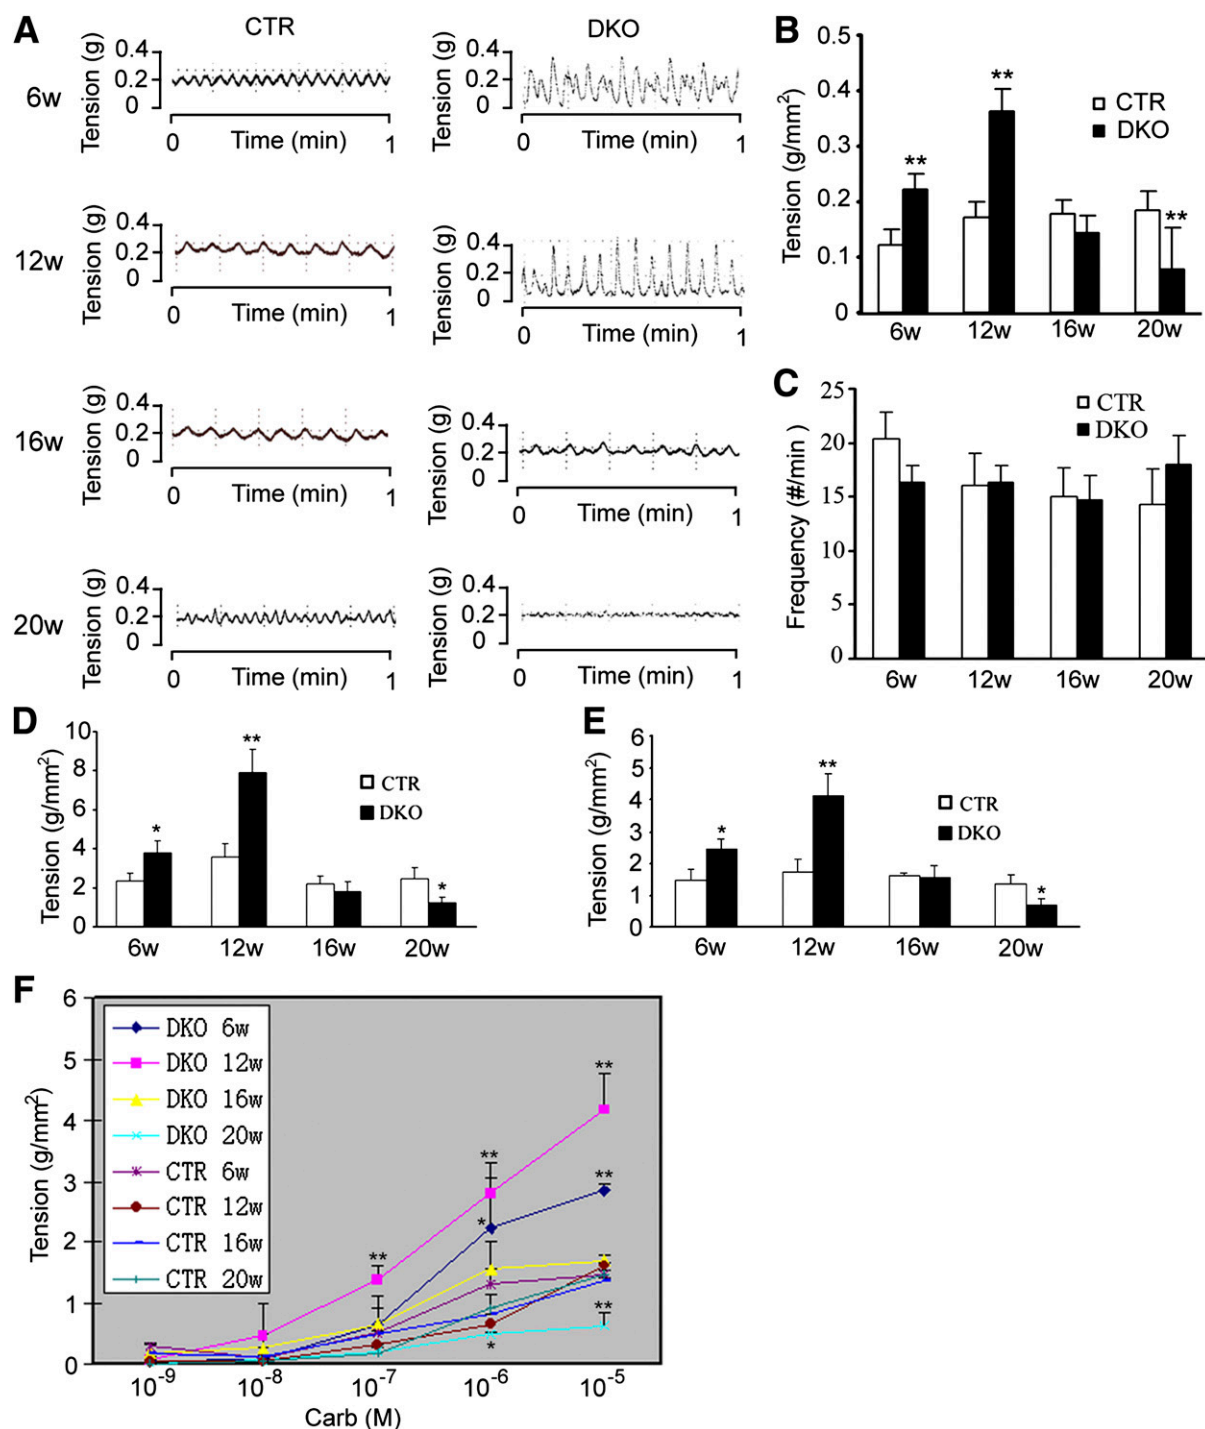 A
CTR
DKO
6w
Tension (g)
0.4
0.2
0
0
Time (min)
1
Tension (g)
0.4
0.2
0
0
Time (min)
1
12w
Tension (g)
0.4
0.2
0
0
Time (min)
1
Tension (g)
0.4
0.2
0
0
Time (min)
1
16w
Tension (g)
0.4
0.2
0
0
Time (min)
1
Tension (g)
0.4
0.2
0
0
Time (min)
1
20w
Tension (g)
0.4
0.2
0
0
Time (min)
1
Tension (g)
0.4
0.2
0
0
Time (min)
1
B
Tension (g/mm²)
0.5
0.4
0.3
0.2
0.1
0
**
**
**
CTR
DKO
6w 12w 16w 20w
C
Frequency (#/min)
25
20
15
10
5
0
CTR
DKO
6w 12w 16w 20w
D
Tension (g/mm²)
10
8
6
4
2
0
*
**
*
CTR
DKO
6w 12w 16w 20w
E
Tension (g/mm²)
6
5
4
3
2
1
0
*
**
*
CTR
DKO
6w 12w 16w 20w
F
Tension (g/mm²)
6
5
4
3
2
1
0
DKO 6w
DKO 12w
DKO 16w
DKO 20w
CTR 6w
CTR 12w
CTR 16w
CTR 20w
**
**
**
*
**
**
*
10⁻⁹ 10⁻⁸ 10⁻⁷ 10⁻⁶ 10⁻⁵
Carb (M)